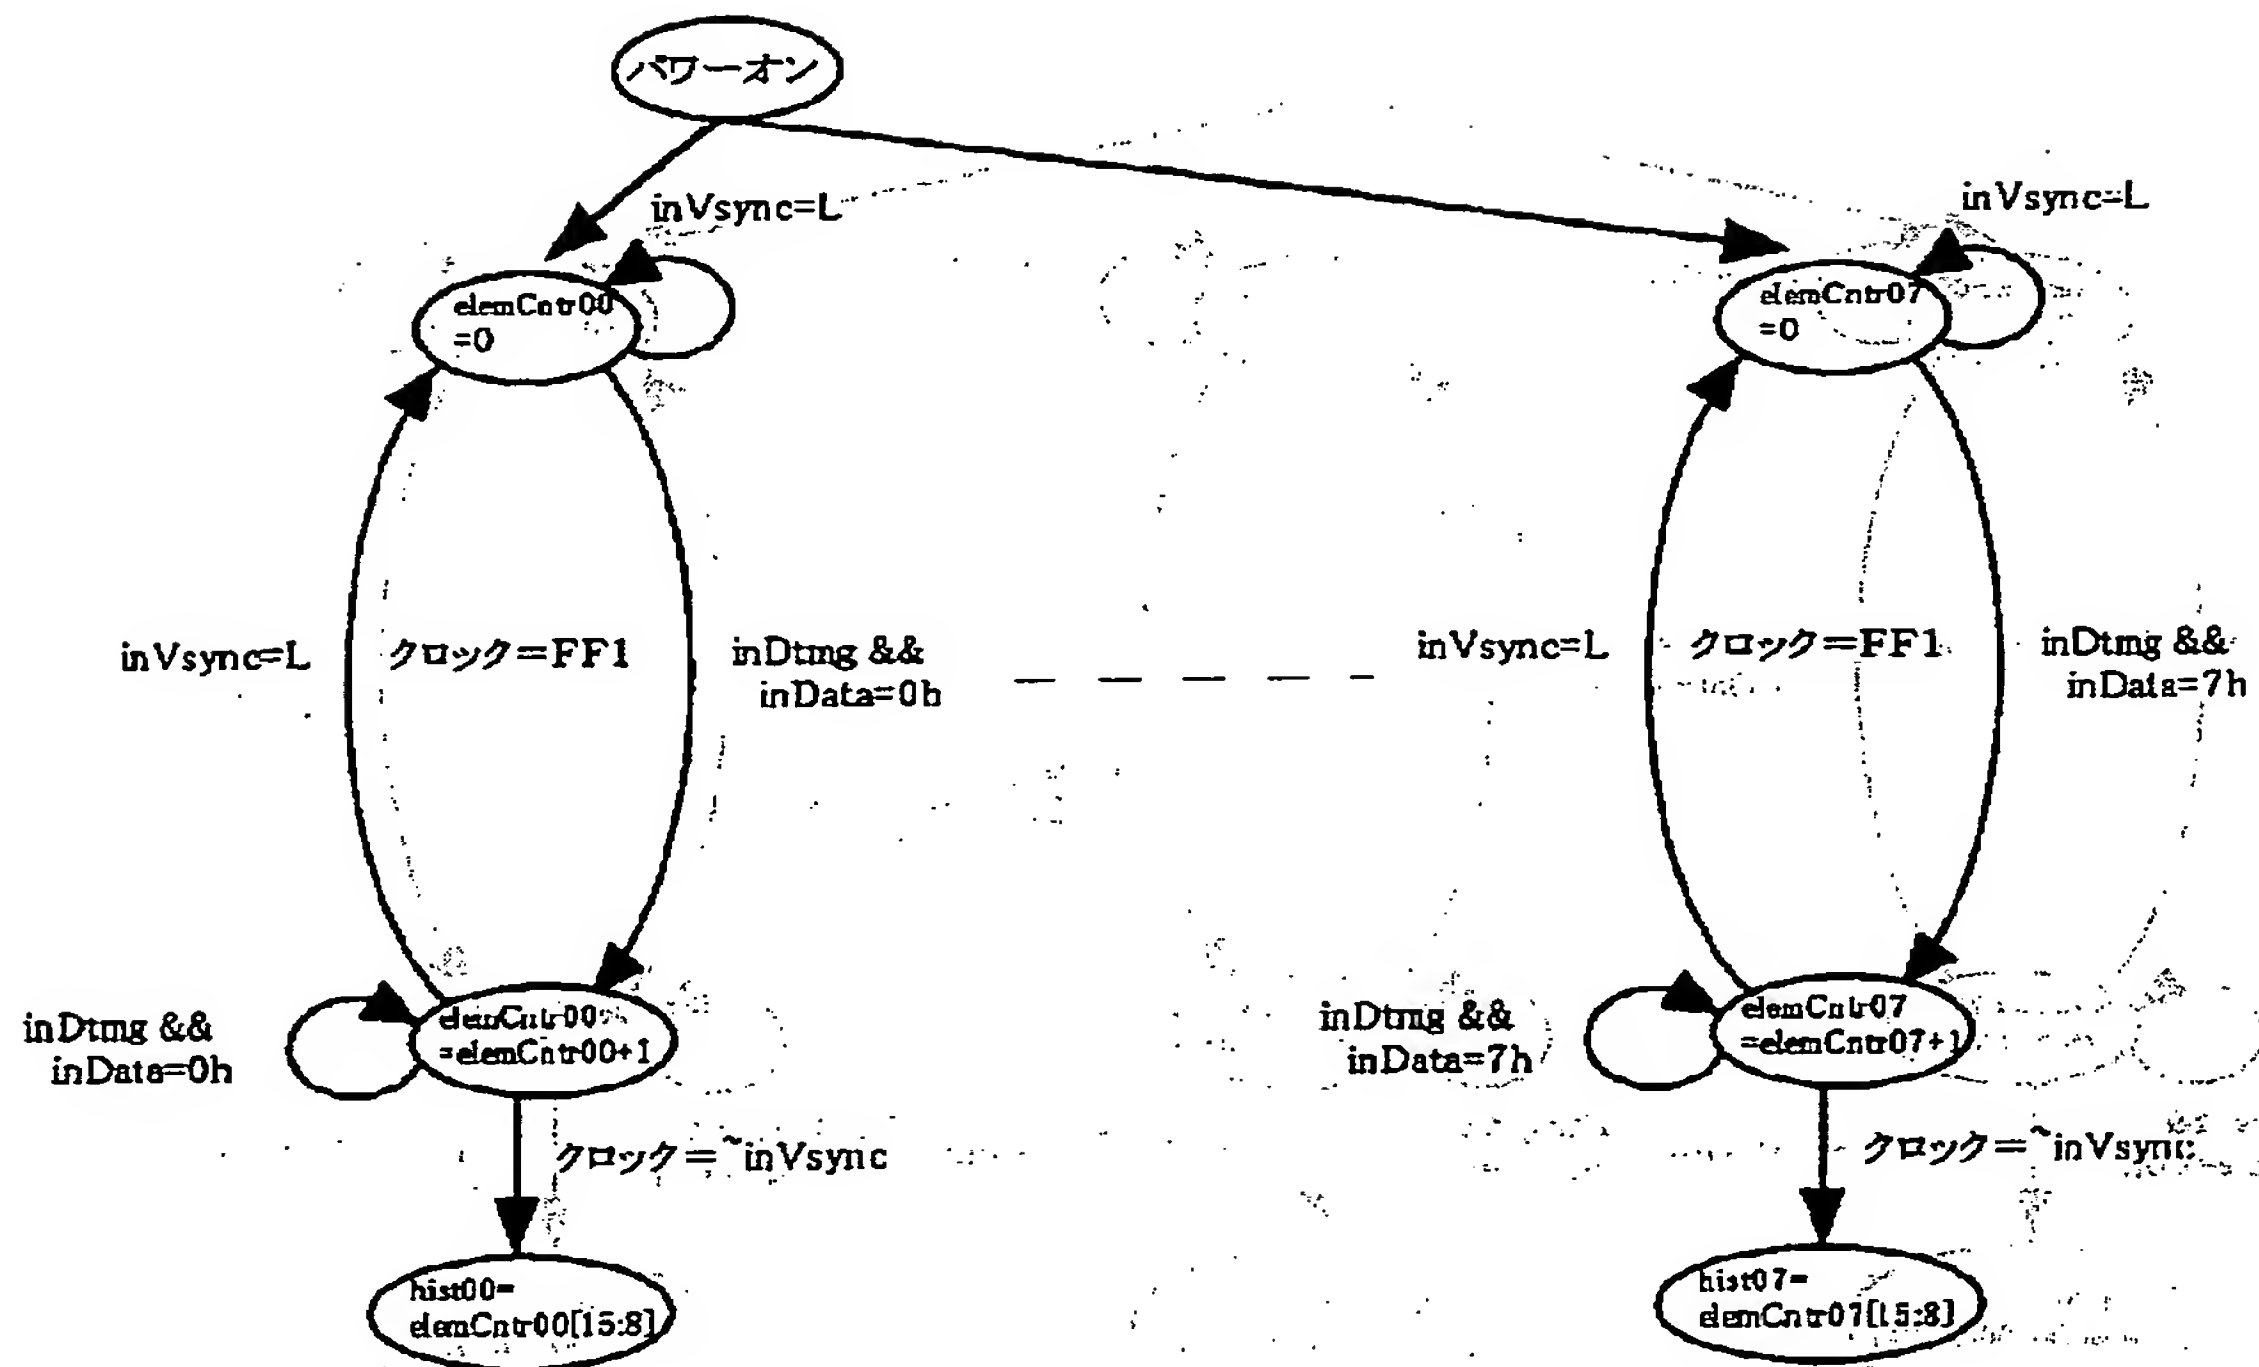 パワーオン
inVsync=L
inVsync=L
elemCntr00
=0
elemCntr07
=0
inVsync=L
クロック=FF1
inDtmg &&
inData=0h
inVsync=L
クロック=FF1
inDtmg &&
inData=7h
inDtmg &&
inData=0h
elemCntr00
=elemCntr00+1
inDtmg &&
inData=7h
elemCntr07
=elemCntr07+1
クロック=~inVsync
クロック=~inVsync
hist00=
elemCntr00[15:8]
hist07=
elemCntr07[15:8]